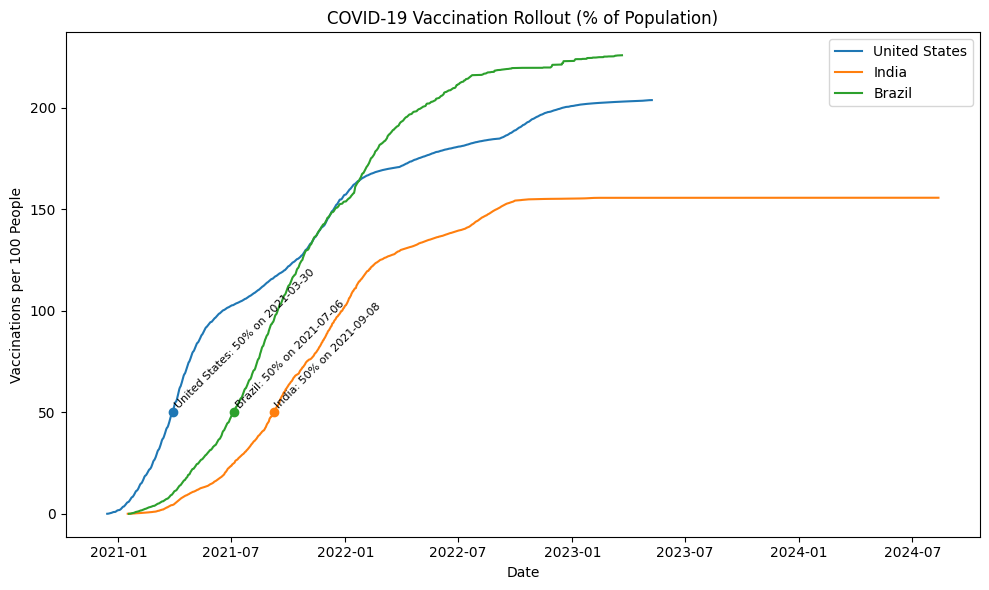 COVID-19 Vaccination Rollout (% of Population)
United States
India
Brazil
Vaccinations per 100 People
200
150
100
50
0
United States: 50% on 2021-03-30
Brazil: 50% on 2021-07-06
India: 50% on 2021-09-08
2021-01
2021-07
2022-01
2022-07
2023-01
2023-07
2024-01
2024-07
Date